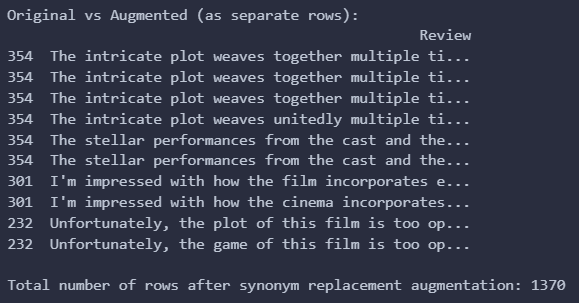 Original vs Augmented (as separate rows):
Review
354 The intricate plot weaves together multiple ti...
354 The intricate plot weaves together multiple ti...
354 The intricate plot weaves together multiple ti...
354 The intricate plot weaves unitedly multiple ti...
354 The stellar performances from the cast and the...
354 The stellar performances from the cast and the...
301 I'm impressed with how the film incorporates e...
301 I'm impressed with how the cinema incorporates...
232 Unfortunately, the plot of this film is too op...
232 Unfortunately, the game of this film is too op...
Total number of rows after synonym replacement augmentation: 1370